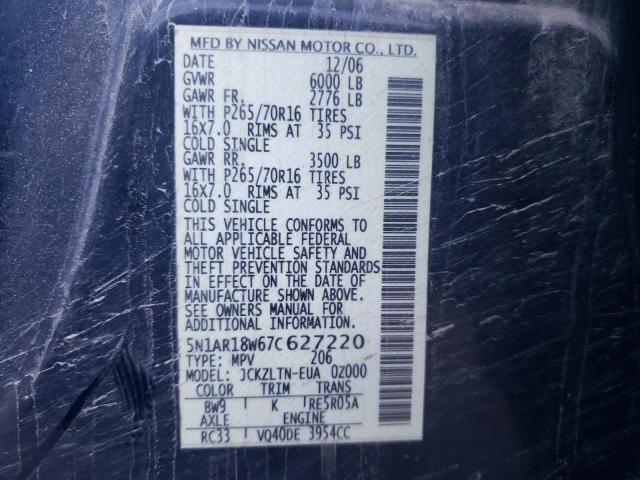 MFD BY NISSAN MOTOR CO., LTD.
DATE 12/06
GVWR 6000 LB
GAWR FR. 2776 LB
WITH P265/70R16 TIRES
16X7.0 RIMS AT 35 PSI
COLD SINGLE
GAWR RR. 3500 LB
WITH P265/70R16 TIRES
16X7.0 RIMS AT 35 PSI
COLD SINGLE
THIS VEHICLE CONFORMS TO
ALL APPLICABLE FEDERAL
MOTOR VEHICLE SAFETY AND
THEFT PREVENTION STANDARDS
IN EFFECT ON THE DATE OF
MANUFACTURE SHOWN ABOVE.
SEE OWNERS MANUAL FOR
ADDITIONAL INFORMATION.
5N1AR18W67C627220
TYPE: MPV 206
MODEL: JCKZLTN-EUA 0Z000
COLOR TRIM TRANS
BW9 K RE5R05A
AXLE ENGINE
RC33 VQ40DE 3954CC